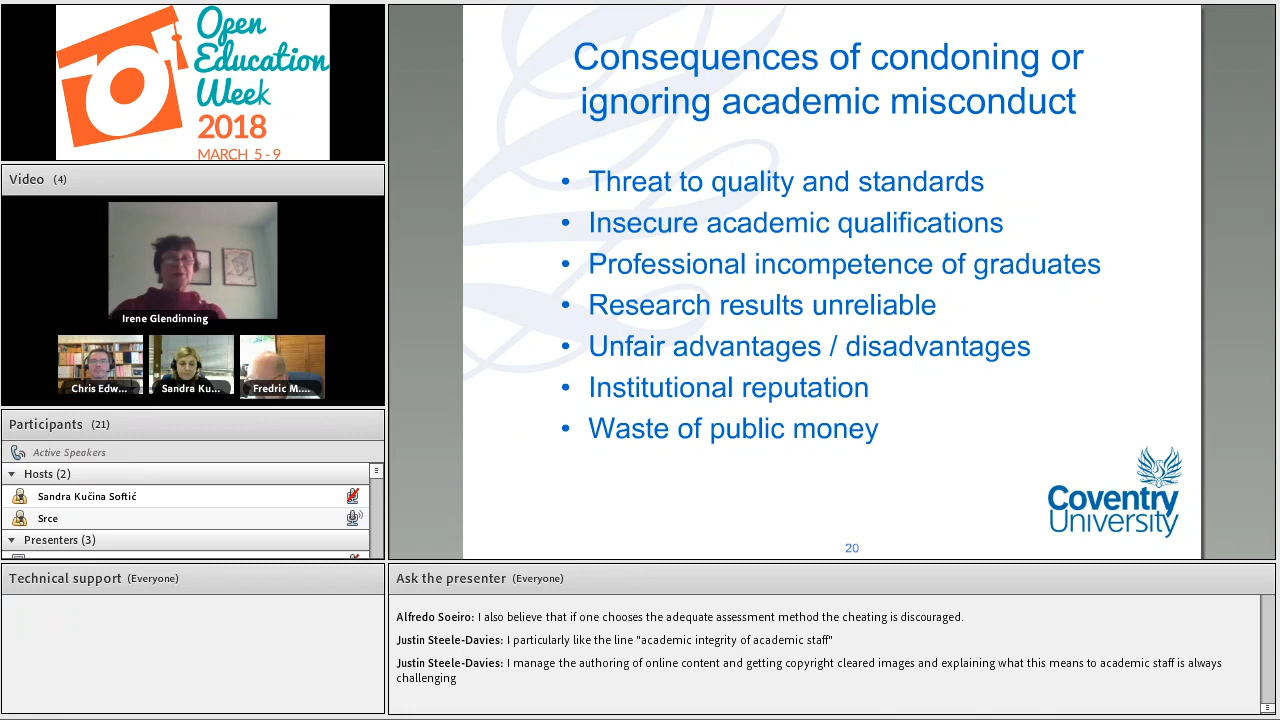 Open
Education
Week
2018
MARCH 5-9
Video (4)
Irene Glendinning
Chris Edw...
Sandra Ku...
Fredric M....
Participants (21)
Active Speakers
Hosts (2)
Sandra Kučina Softić
Srce
Presenters (3)
Technical support (Everyone)
Consequences of condoning or
ignoring academic misconduct
• Threat to quality and standards
• Insecure academic qualifications
• Professional incompetence of graduates
• Research results unreliable
• Unfair advantages / disadvantages
• Institutional reputation
• Waste of public money
Coventry
University
20
Ask the presenter (Everyone)
Alfredo Soeiro: I also believe that if one chooses the adequate assessment method the cheating is discouraged.
Justin Steele-Davies: I particularly like the line "academic integrity of academic staff"
Justin Steele-Davies: I manage the authoring of online content and getting copyright cleared images and explaining what this means to academic staff is always
challenging